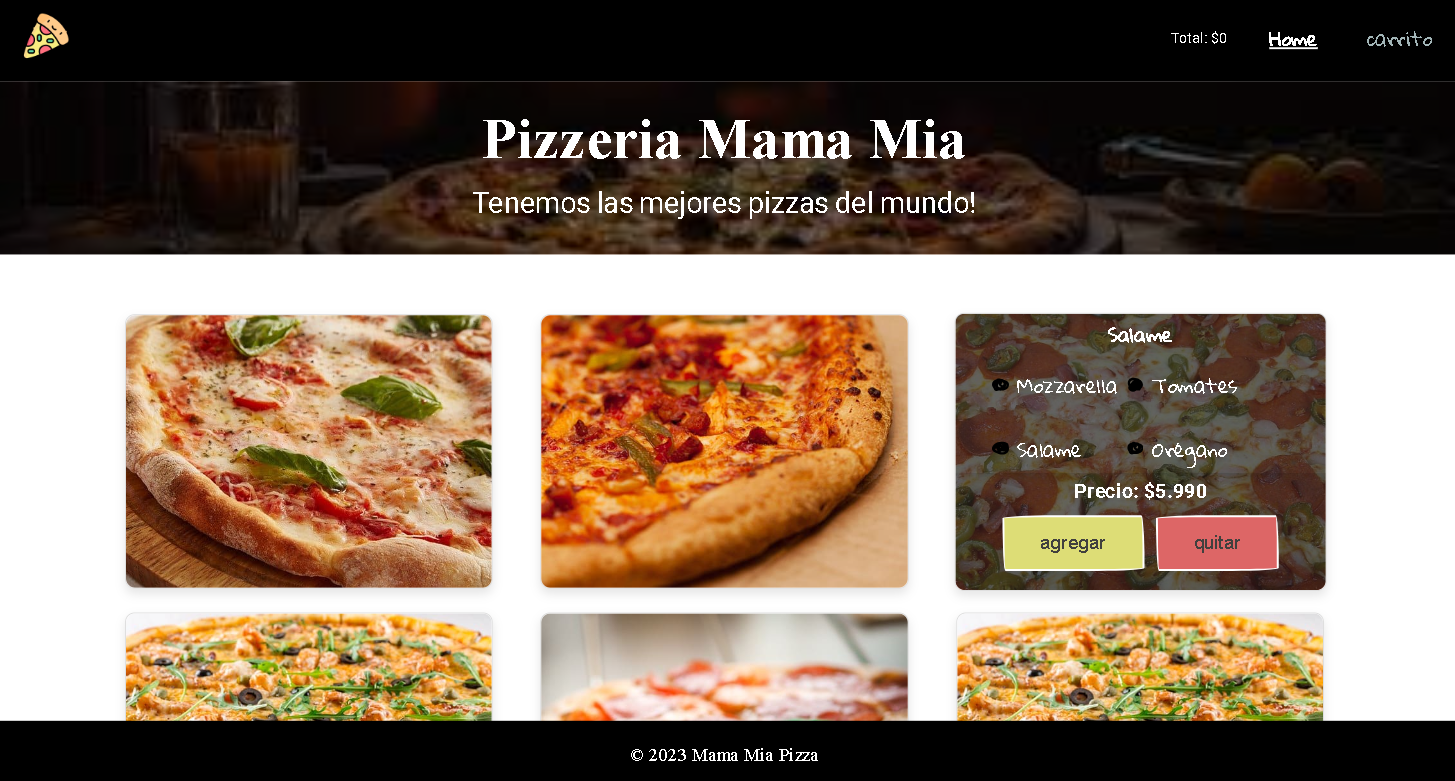 Total: $0 Home carrito
Pizzeria Mama Mia
Tenemos las mejores pizzas del mundo!
Salame
Mozzarella Tomates
Salame Orégano
Precio: $5.990
agregar quitar
© 2023 Mama Mia Pizza